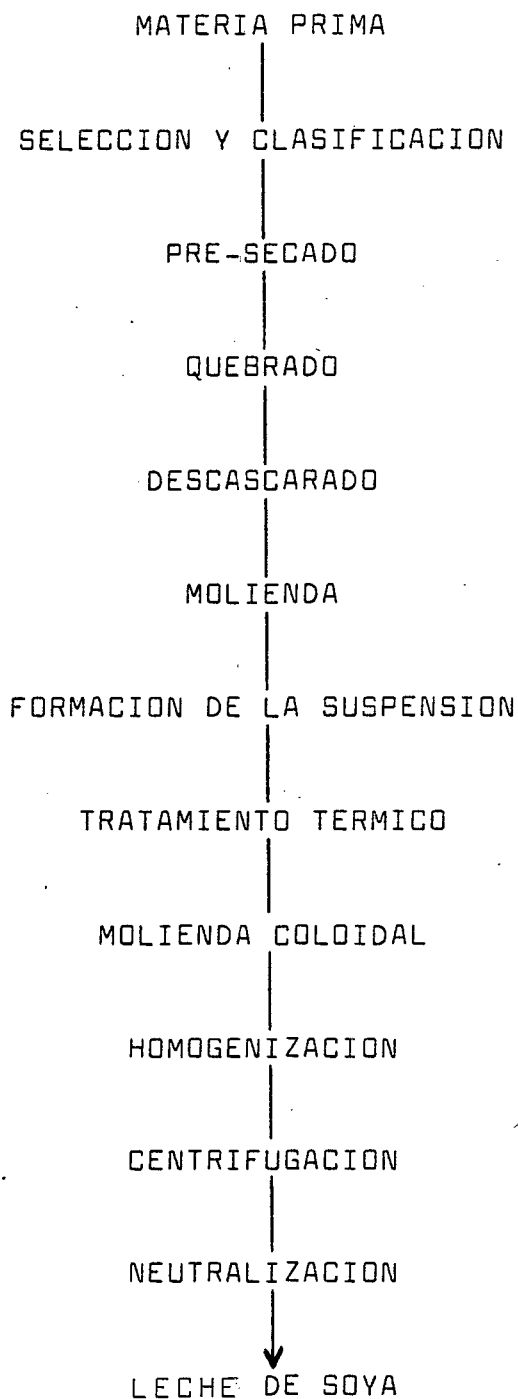 MATERIA PRIMA
SELECCION Y CLASIFICACION
PRE-SECADO
QUEBRADO
DESCASCARADO
MOLIENDA
FORMACION DE LA SUSPENSION
TRATAMIENTO TERMICO
MOLIENDA COLOIDAL
HOMOGENIZACION
CENTRIFUGACION
NEUTRALIZACION
LECHE DE SOYA